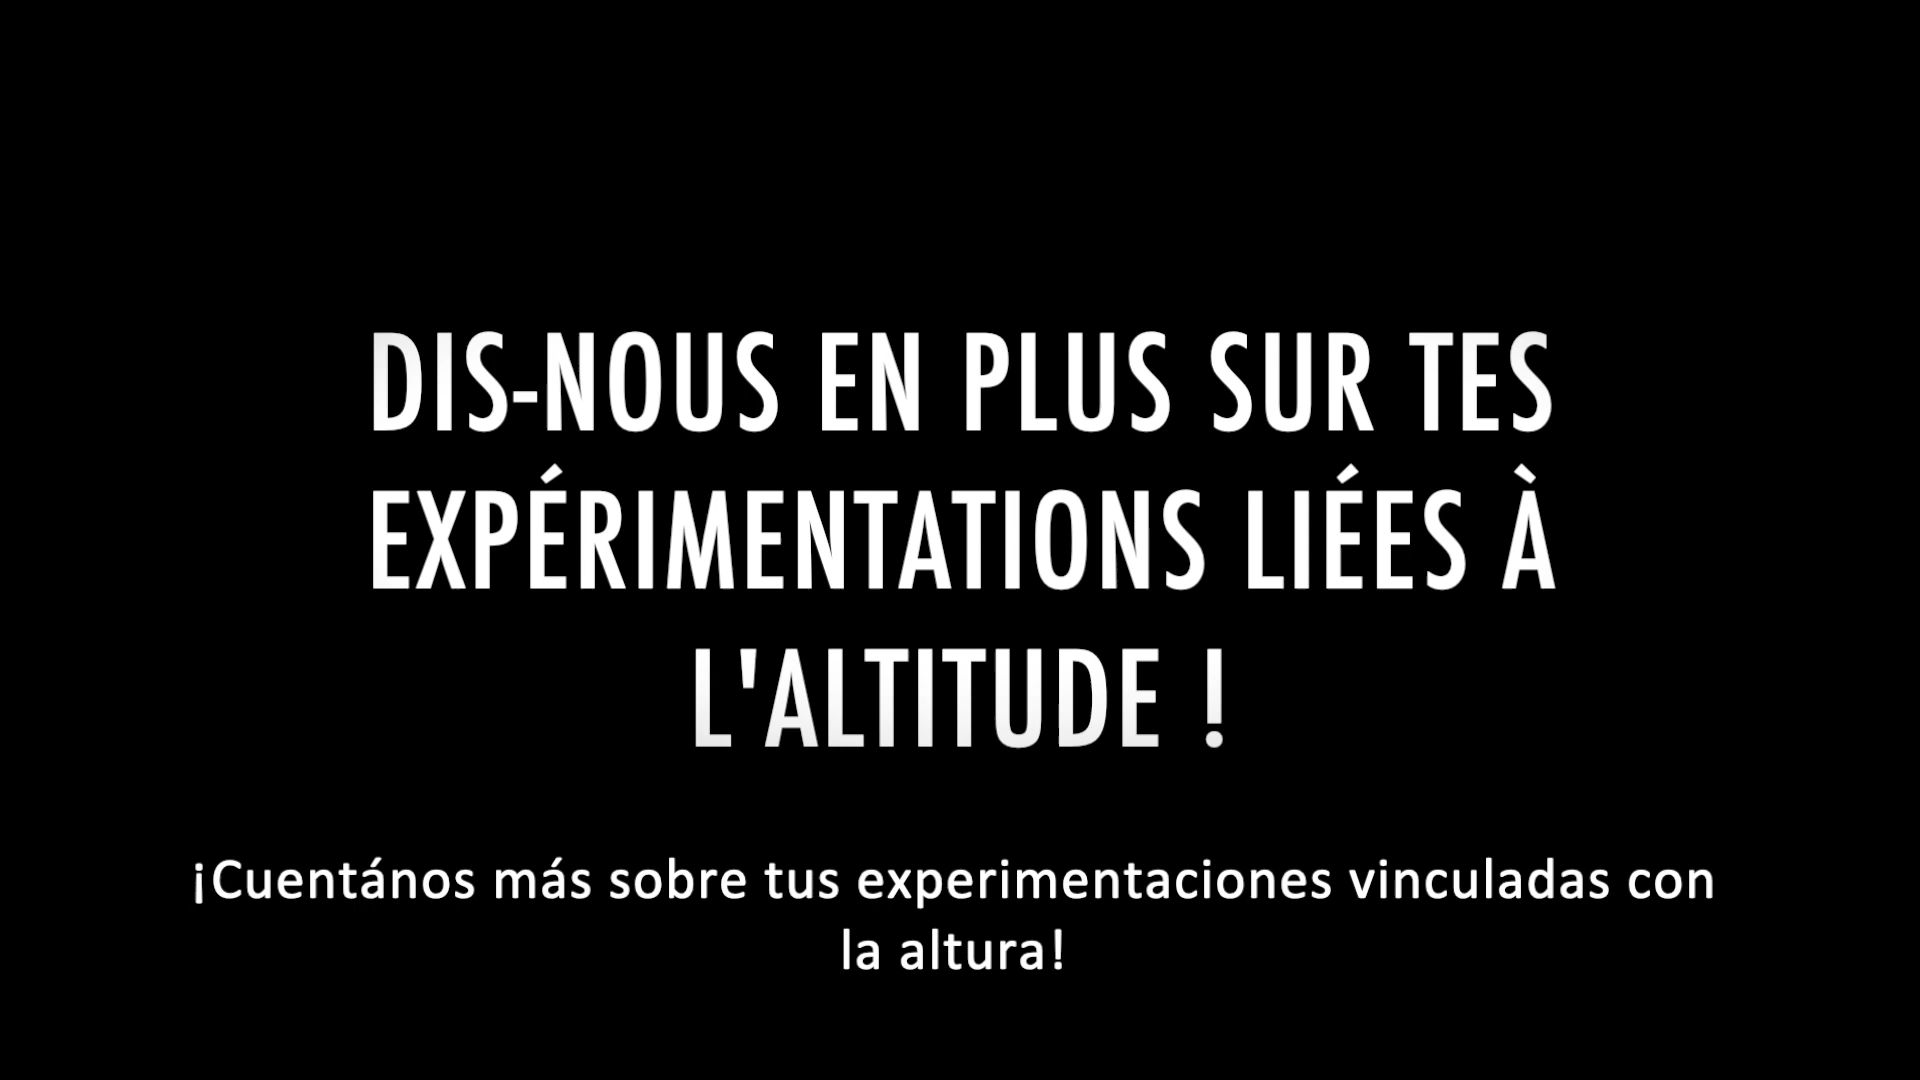 DIS-NOUS EN PLUS SUR TES
EXPÉRIMENTATIONS LIÉES À
L'ALTITUDE !
¡Cuentános más sobre tus experimentaciones vinculadas con
la altura!